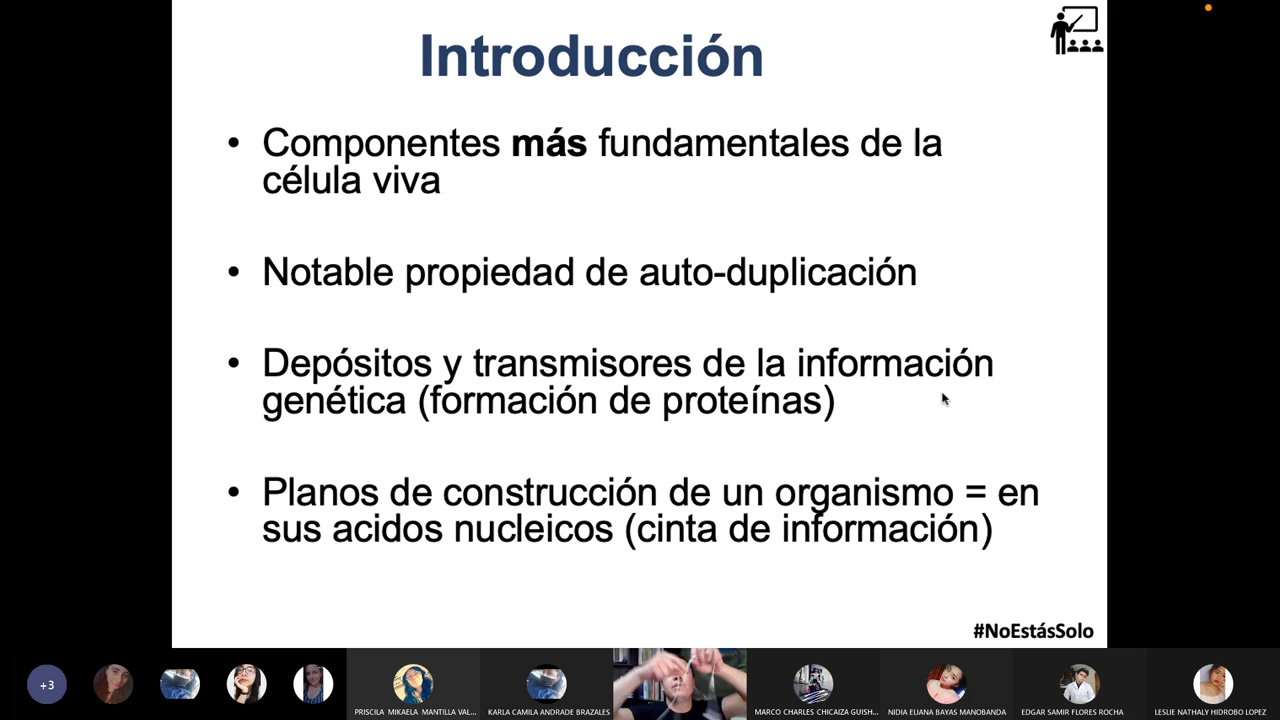 Introducción
• Componentes más fundamentales de la
célula viva
• Notable propiedad de auto-duplicación
• Depósitos y transmisores de la información
genética (formación de proteínas)
• Planos de construcción de un organismo = en
sus acidos nucleicos (cinta de información)
#NoEstásSolo
+3
PRISCILA MIKAELA MANTILLA VAL...
KARLA CAMILA ANDRADE BRAZALES
MARCO CHARLES CHICAIZA GUISH...
NIDIA ELIANA BAYAS MANOBANDA
EDGAR SAMIR FLORES ROCHA
LESLIE NATHALY HIDROBO LOPEZ